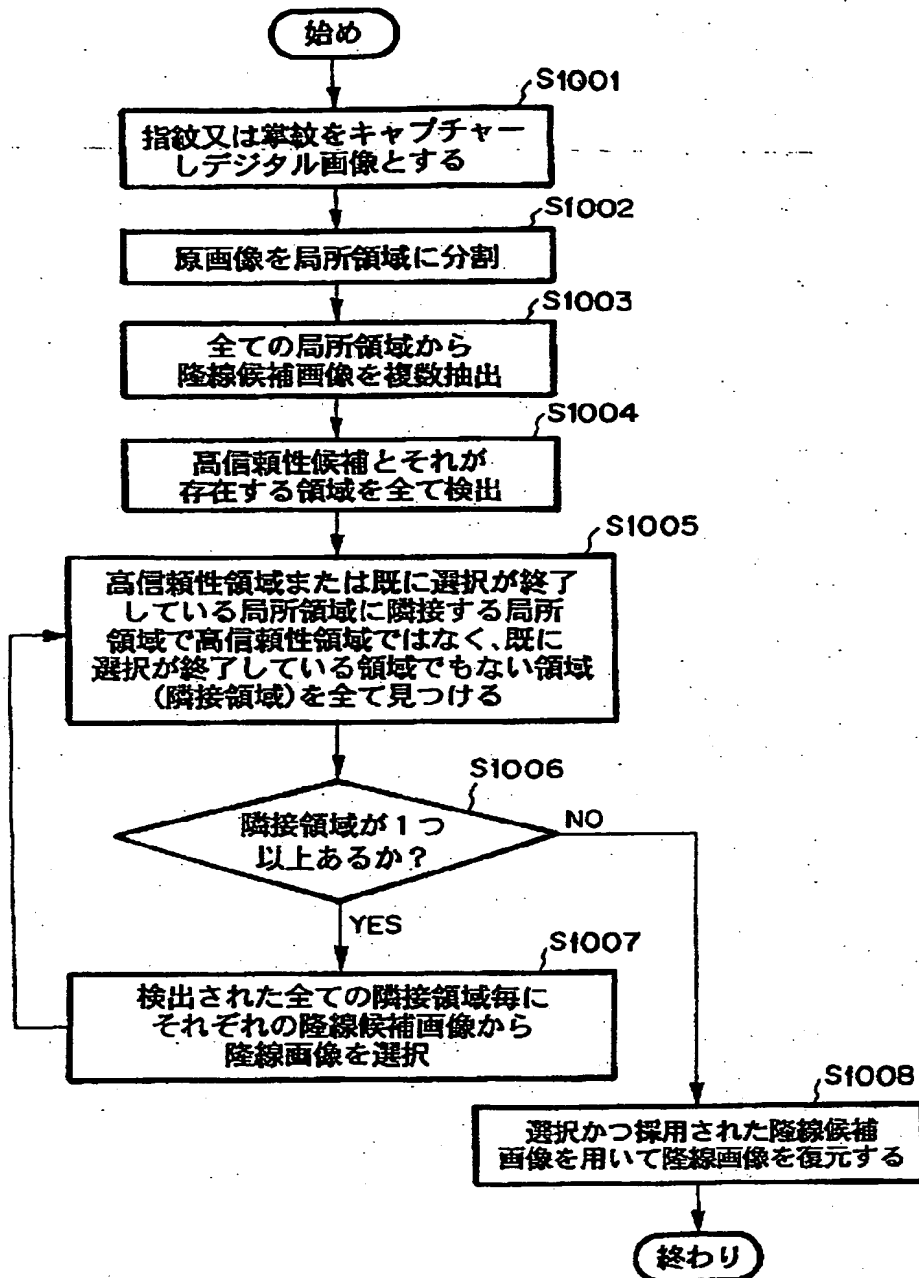 始め
S1001
指紋又は掌紋をキャプチャー
しデジタル画像とする
S1002
原画像を局所領域に分割
S1003
全ての局所領域から
隆線候補画像を複数抽出
S1004
高信頼性候補とそれが
存在する領域を全て検出
S1005
高信頼性領域または既に選択が終了
している局所領域に隣接する局所
領域で高信頼性領域ではなく、既に
選択が終了している領域でもない領域
(隣接領域)を全て見つける
S1006
隣接領域が1つ
以上あるか?
NO
YES
S1007
検出された全ての隣接領域毎に
それぞれの隆線候補画像から
隆線画像を選択
S1008
選択かつ採用された隆線候補
画像を用いて隆線画像を復元する
終わり